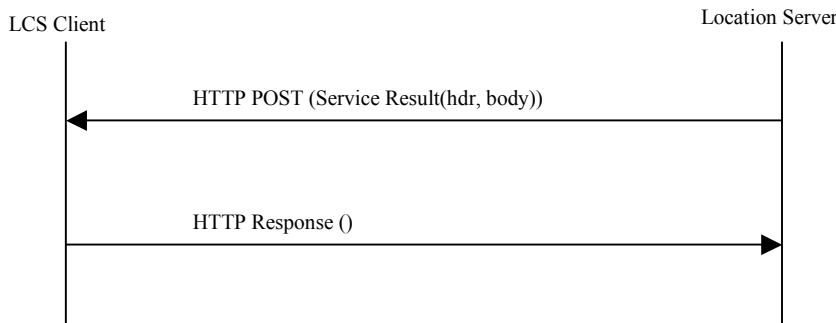 LCS Client
Location Server
HTTP POST (Service Result(hdr, body))
HTTP Response ()